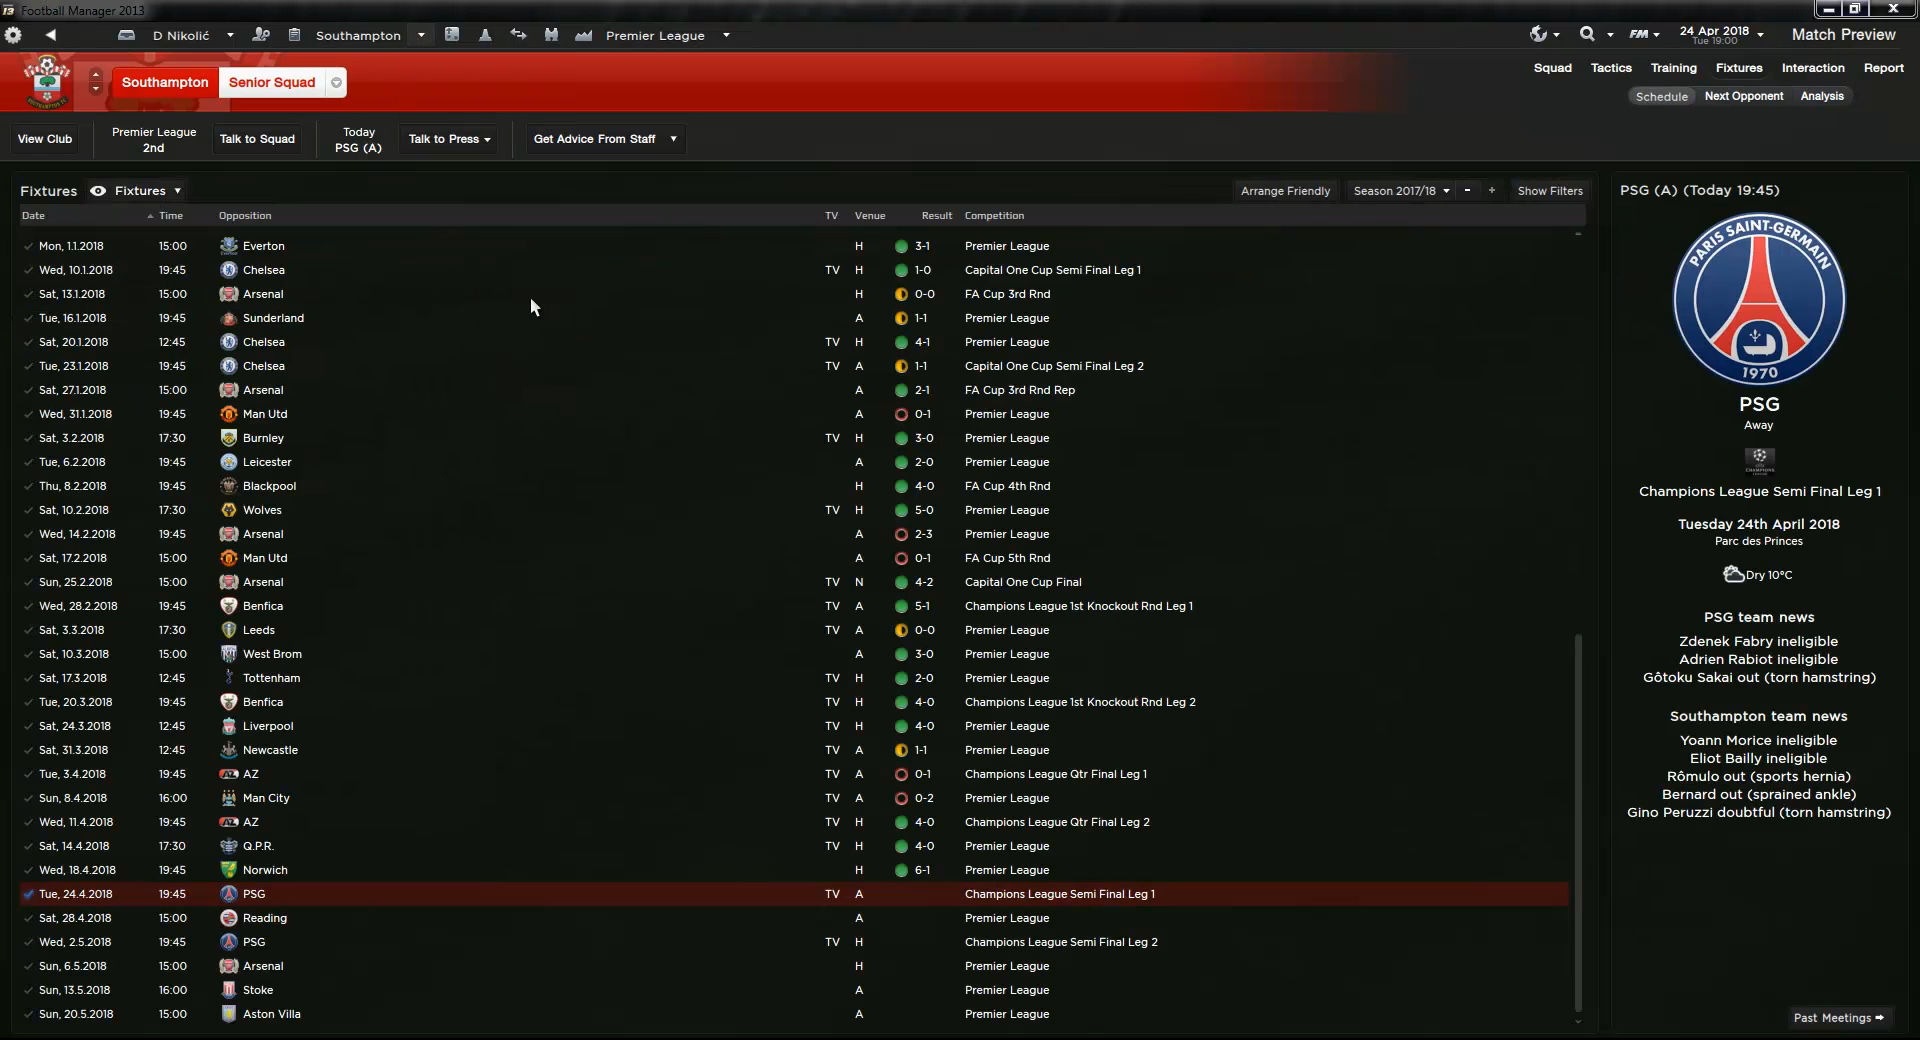 Football Manager 2013
D Nikolić Southampton Premier League FM 24 Apr 2018 Tue 19:00 Match Preview
Southampton Senior Squad
Squad Tactics Training Fixtures Interaction Report
Schedule Next Opponent Analysis
View Club Premier League 2nd Talk to Squad Today PSG (A) Talk to Press Get Advice From Staff
Fixtures Fixtures Arrange Friendly Season 2017/18 - + Show Filters
Date Time Opposition TV Venue Result Competition
Mon, 1.1.2018 15:00 Everton H 3-1 Premier League
Wed, 10.1.2018 19:45 Chelsea TV H 1-0 Capital One Cup Semi Final Leg 1
Sat, 13.1.2018 15:00 Arsenal H 0-0 FA Cup 3rd Rnd
Tue, 16.1.2018 19:45 Sunderland A 1-1 Premier League
Sat, 20.1.2018 12:45 Chelsea TV H 4-1 Premier League
Tue, 23.1.2018 19:45 Chelsea TV A 1-1 Capital One Cup Semi Final Leg 2
Sat, 27.1.2018 15:00 Arsenal A 2-1 FA Cup 3rd Rnd Rep
Wed, 31.1.2018 19:45 Man Utd A 0-1 Premier League
Sat, 3.2.2018 17:30 Burnley TV H 3-0 Premier League
Tue, 6.2.2018 19:45 Leicester A 2-0 Premier League
Thu, 8.2.2018 19:45 Blackpool H 4-0 FA Cup 4th Rnd
Sat, 10.2.2018 17:30 Wolves TV H 5-0 Premier League
Wed, 14.2.2018 19:45 Arsenal A 2-3 Premier League
Sat, 17.2.2018 15:00 Man Utd A 0-1 FA Cup 5th Rnd
Sun, 25.2.2018 15:00 Arsenal TV N 4-2 Capital One Cup Final
Wed, 28.2.2018 19:45 Benfica TV A 5-1 Champions League 1st Knockout Rnd Leg 1
Sat, 3.3.2018 17:30 Leeds TV A 0-0 Premier League
Sat, 10.3.2018 15:00 West Brom A 3-0 Premier League
Sat, 17.3.2018 12:45 Tottenham TV H 2-0 Premier League
Tue, 20.3.2018 19:45 Benfica TV H 4-0 Champions League 1st Knockout Rnd Leg 2
Sat, 24.3.2018 12:45 Liverpool TV H 4-0 Premier League
Sat, 31.3.2018 12:45 Newcastle TV A 1-1 Premier League
Tue, 3.4.2018 19:45 AZ TV A 0-1 Champions League Qtr Final Leg 1
Sun, 8.4.2018 16:00 Man City TV A 0-2 Premier League
Wed, 11.4.2018 19:45 AZ TV H 4-0 Champions League Qtr Final Leg 2
Sat, 14.4.2018 17:30 Q.P.R. TV H 4-0 Premier League
Wed, 18.4.2018 19:45 Norwich H 6-1 Premier League
Tue, 24.4.2018 19:45 PSG TV A Champions League Semi Final Leg 1
Sat, 28.4.2018 15:00 Reading A Premier League
Wed, 2.5.2018 19:45 PSG TV H Champions League Semi Final Leg 2
Sun, 6.5.2018 15:00 Arsenal H Premier League
Sun, 13.5.2018 16:00 Stoke A Premier League
Sun, 20.5.2018 15:00 Aston Villa A Premier League
PSG (A) (Today 19:45)
PARIS SAINT-GERMAIN
1970
PSG
Away
Champions League Semi Final Leg 1
Tuesday 24th April 2018
Parc des Princes
Dry 10°C
PSG team news
Zdenek Fabry ineligible
Adrien Rabiot ineligible
Gôtoku Sakai out (torn hamstring)
Southampton team news
Yoann Morice ineligible
Eliot Bailly ineligible
Rômulo out (sports hernia)
Bernard out (sprained ankle)
Gino Peruzzi doubtful (torn hamstring)
Past Meetings